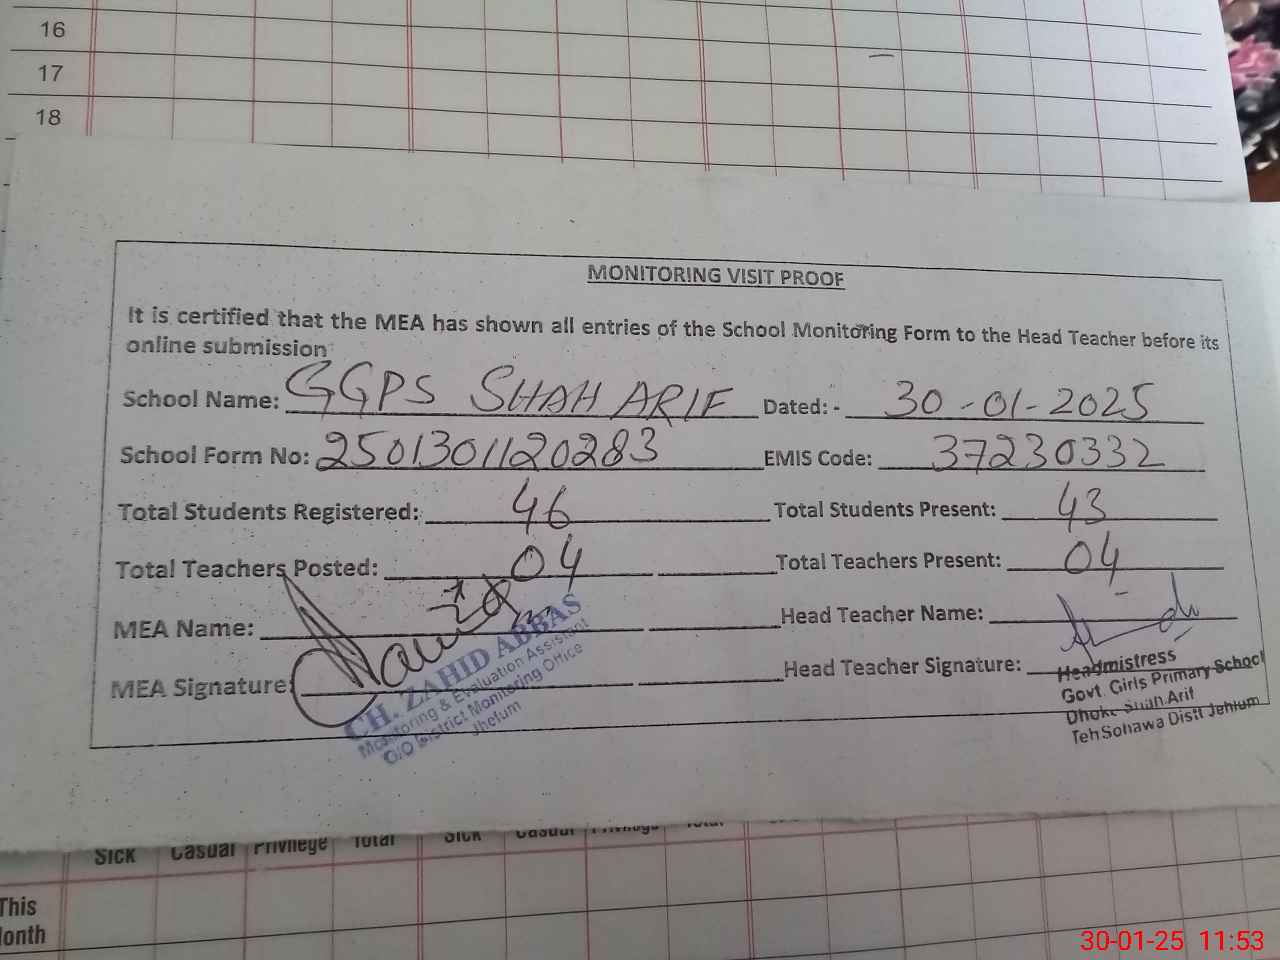 16
17
18
MONITORING VISIT PROOF
It is certified that the MEA has shown all entries of the School Monitoring Form to the Head Teacher before its
online submission
School Name: GGPS SHAH ARIF Dated: - 30-01-2025
School Form No: 2501301120283 EMIS Code: 37230332
Total Students Registered: 46 Total Students Present: 43
Total Teachers Posted: 04 Total Teachers Present: 04
MEA Name: Head Teacher Name:
MEA Signature: Head Teacher Signature:
CH. ZAHID ABBAS
Monitoring & Evaluation Assistant
O/O District Monitoring Office
Jhelum
Headmistress
Govt. Girls Primary School
Dhoke Shah Arif
Teh Sohawa Distt Jehlum
Sick Casual Privilege Total Sick Casual Privilege Total
This
Month
30-01-25 11:53